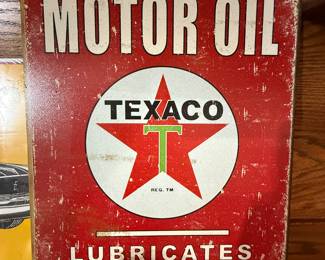 MOTOR OIL
TEXACO
T
REG. TM
LUBRICATES